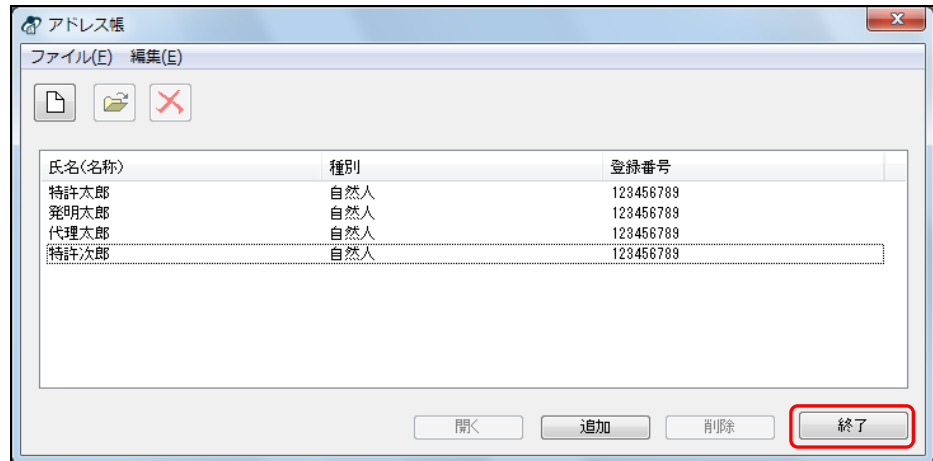 アドレス帳
ファイル(F) 編集(E)
氏名(名称) 種別 登録番号
特許太郎 自然人 123456789
発明太郎 自然人 123456789
代理太郎 自然人 123456789
特許次郎 自然人 123456789
開く 追加 削除 終了